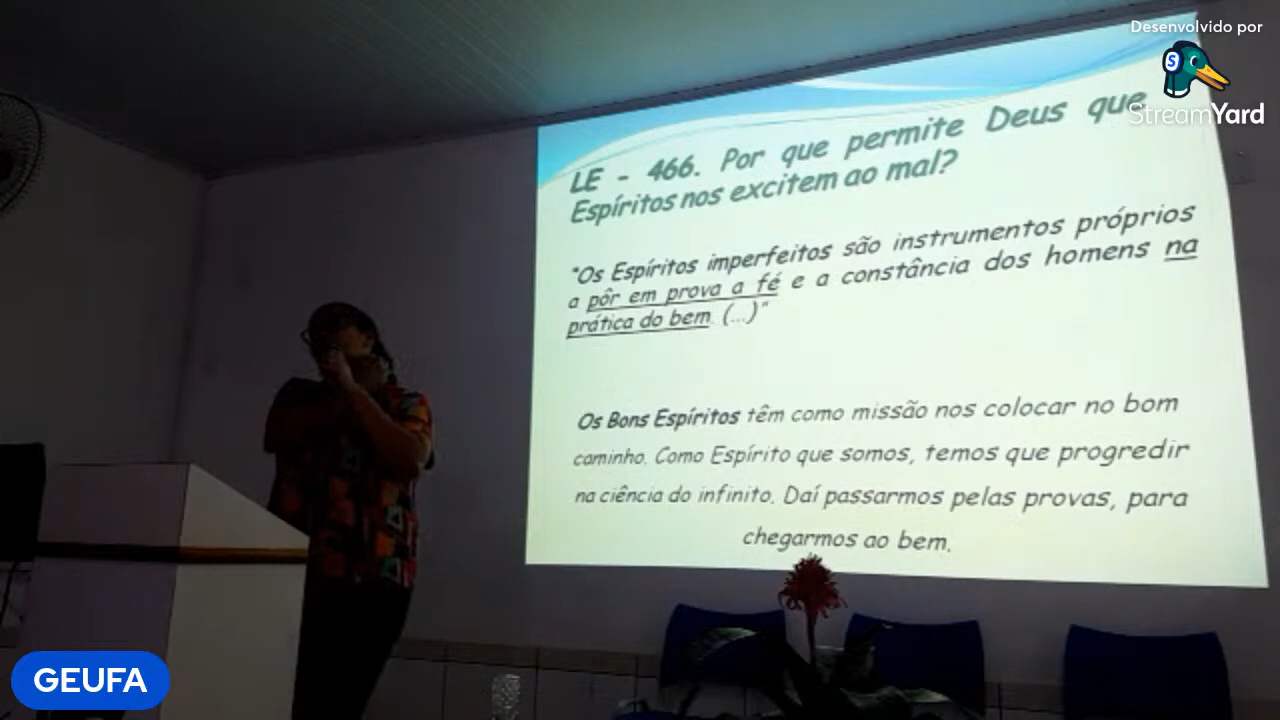 Desenvolvido por
StreamYard
LE - 466. Por que permite Deus que
Espíritos nos excitem ao mal?
"Os Espíritos imperfeitos são instrumentos próprios
a pôr em prova a fé e a constância dos homens na
prática do bem. (...)"
Os Bons Espíritos têm como missão nos colocar no bom
caminho. Como Espírito que somos, temos que progredir
na ciência do infinito. Daí passarmos pelas provas, para
chegarmos ao bem.
GEUFA